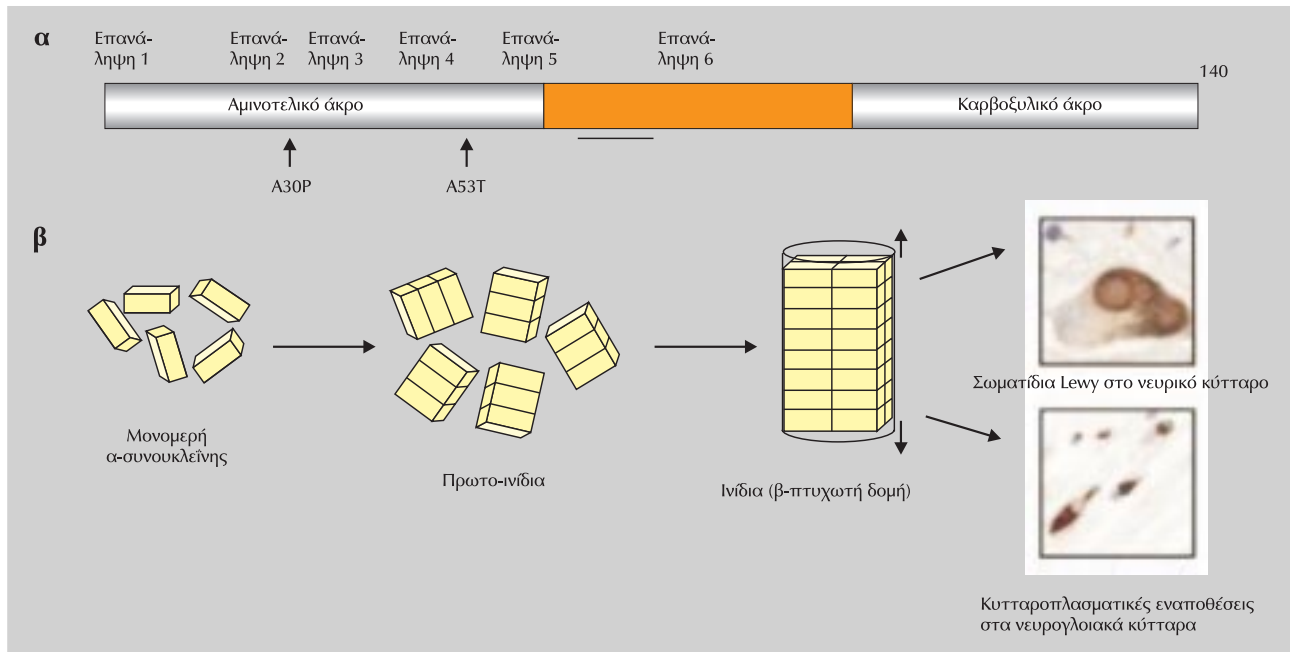 α
Επανά-
ληψη 1
Επανά-
ληψη 2
Επανά-
ληψη 3
Επανά-
ληψη 4
Επανά-
ληψη 5
Επανά-
ληψη 6
140
Αμινοτελικό άκρο
Καρβοξυλικό άκρο
A30P
A53T
β
Μονομερή
α-συνουκλεΐνης
Πρωτο-ινίδια
Ινίδια (β-πτυχωτή δομή)
Σωματίδια Lewy στο νευρικό κύτταρο
Κυτταροπλασματικές εναποθέσεις
στα νευρογλοιακά κύτταρα